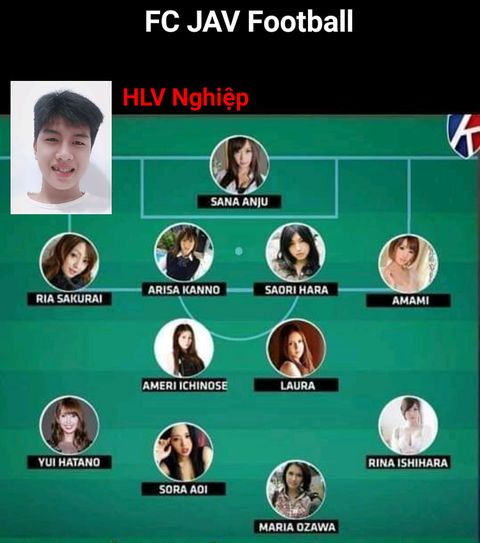 FC JAV Football
HLV Nghiệp
SANA ANJU
RIA SAKURAI
ARISA KANNO
SAORI HARA
AMAMI
AMERI ICHINOSE
LAURA
YUI HATANO
SORA AOI
RINA ISHIHARA
MARIA OZAWA